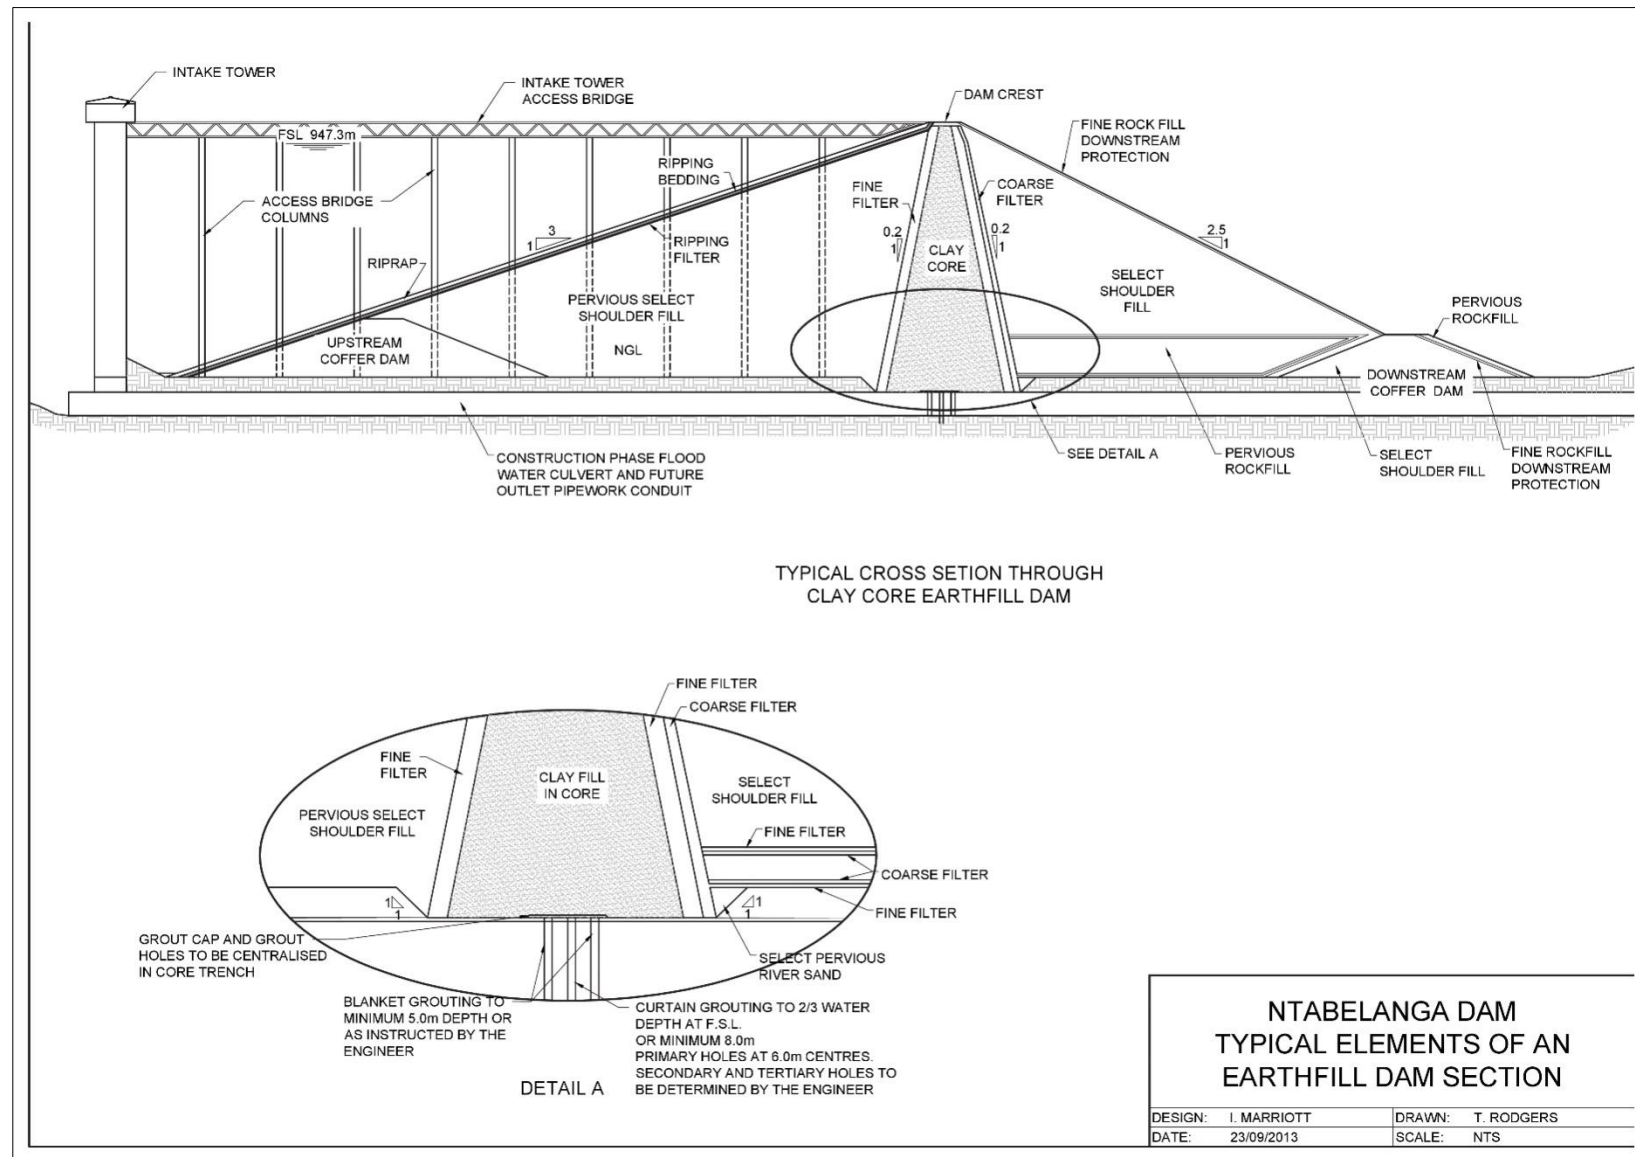 INTAKE TOWER
INTAKE TOWER
ACCESS BRIDGE
DAM CREST
FSL 947.3m
FINE ROCK FILL
DOWNSTREAM
PROTECTION
RIPPING
BEDDING
FINE
FILTER
COARSE
FILTER
ACCESS BRIDGE
COLUMNS
3
1
RIPPING
FILTER
0.2
1
0.2
1
CLAY
CORE
2.5
1
RIPRAP
SELECT
SHOULDER
FILL
PERVIOUS SELECT
SHOULDER FILL
PERVIOUS
ROCKFILL
UPSTREAM
COFFER DAM
NGL
DOWNSTREAM
COFFER DAM
CONSTRUCTION PHASE FLOOD
WATER CULVERT AND FUTURE
OUTLET PIPEWORK CONDUIT
SEE DETAIL A
PERVIOUS
ROCKFILL
SELECT
SHOULDER FILL
FINE ROCKFILL
DOWNSTREAM
PROTECTION
TYPICAL CROSS SETION THROUGH
CLAY CORE EARTHFILL DAM
FINE FILTER
COARSE FILTER
FINE
FILTER
CLAY FILL
IN CORE
SELECT
SHOULDER FILL
PERVIOUS SELECT
SHOULDER FILL
FINE FILTER
COARSE FILTER
1
1
1
1
FINE FILTER
GROUT CAP AND GROUT
HOLES TO BE CENTRALISED
IN CORE TRENCH
SELECT PERVIOUS
RIVER SAND
BLANKET GROUTING TO
MINIMUM 5.0m DEPTH OR
AS INSTRUCTED BY THE
ENGINEER
CURTAIN GROUTING TO 2/3 WATER
DEPTH AT F.S.L.
OR MINIMUM 8.0m
PRIMARY HOLES AT 6.0m CENTRES.
SECONDARY AND TERTIARY HOLES TO
BE DETERMINED BY THE ENGINEER
DETAIL A
NTABELANGA DAM
TYPICAL ELEMENTS OF AN
EARTHFILL DAM SECTION
DESIGN: I. MARRIOTT DRAWN: T. RODGERS
DATE: 23/09/2013 SCALE: NTS